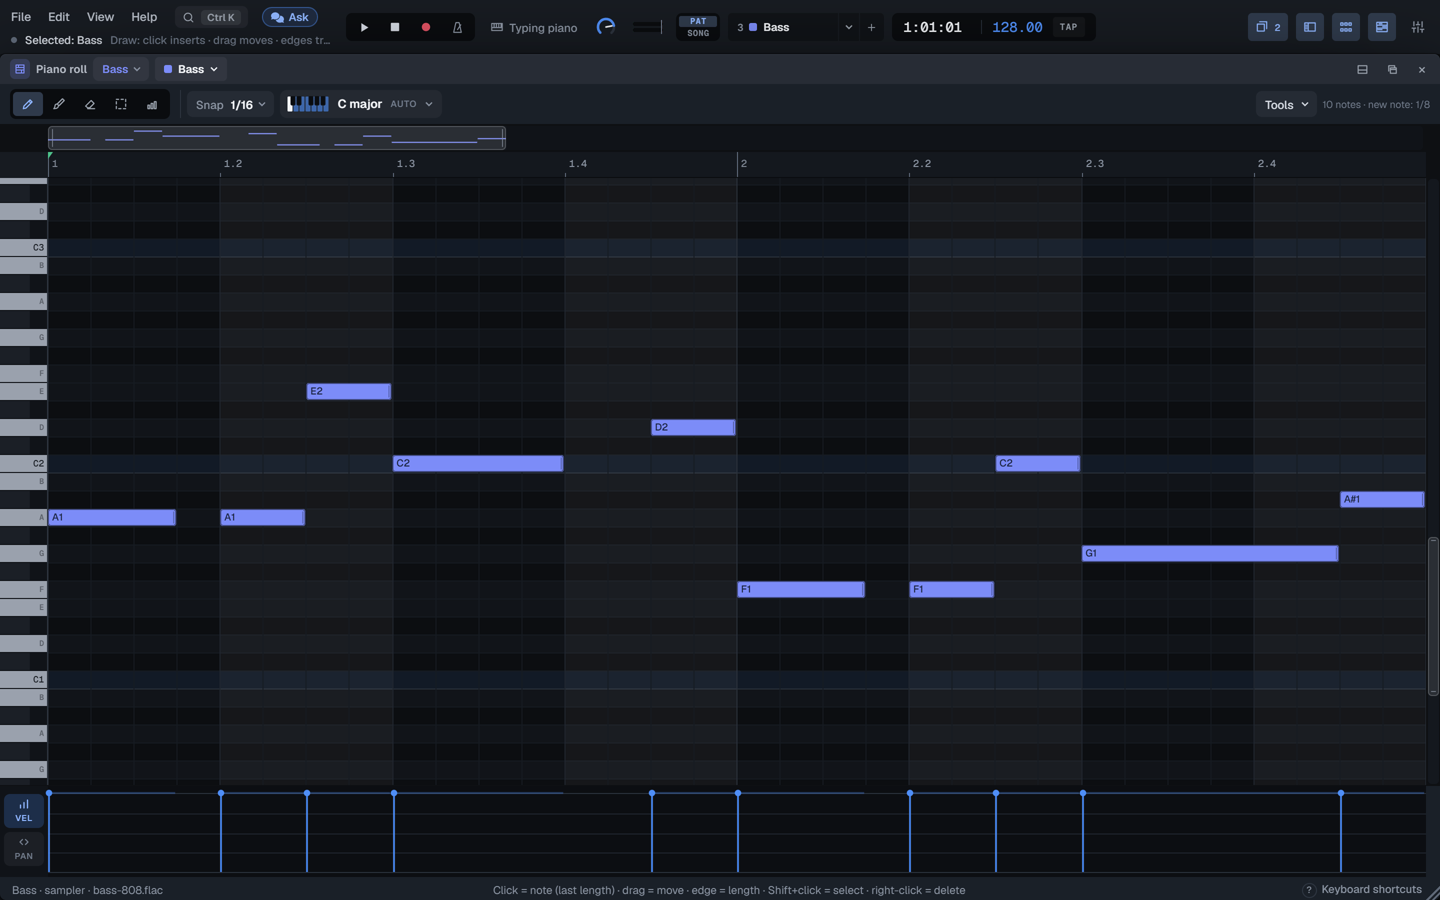 File Edit View Help Ctrl K Ask
Selected: Bass Draw: click inserts · drag moves · edges tr…
Typing piano PAT SONG 3 Bass + 1:01:01 128.00 TAP 2
Piano roll Bass Bass
Snap 1/16 C major AUTO Tools 10 notes · new note: 1/8
1 1.2 1.3 1.4 2 2.2 2.3 2.4
D
C3
B
A
G
F
E E2
D D2
C2 C2 C2
B
A#1
A A1 A1
G G1
F F1 F1
E
D
C1
B
A
G
VEL
PAN
Bass · sampler · bass-808.flac Click = note (last length) · drag = move · edge = length · Shift+click = select · right-click = delete ? Keyboard shortcuts